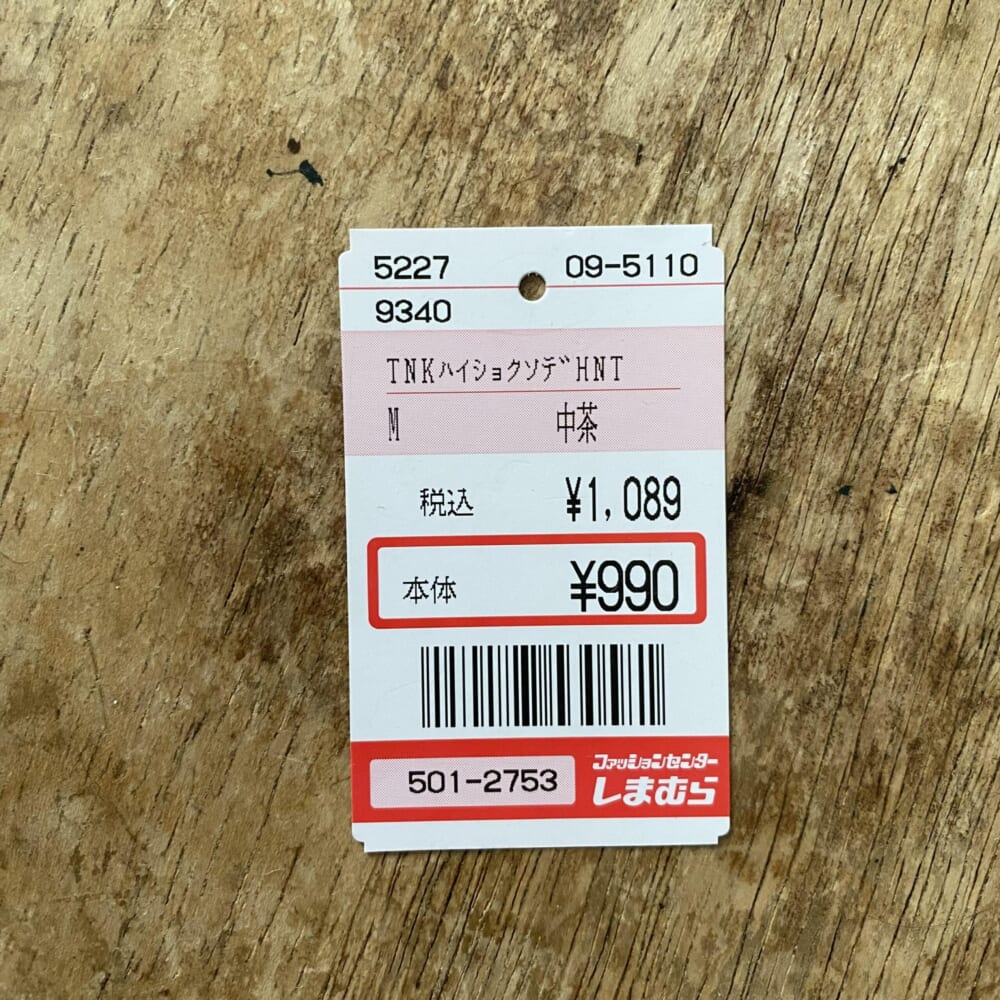 5227 09-5110
9340
TNKハイショクソデHNT
M 中茶
税込 ¥1,089
本体 ¥990
501-2753
ファッションセンター
しまむら